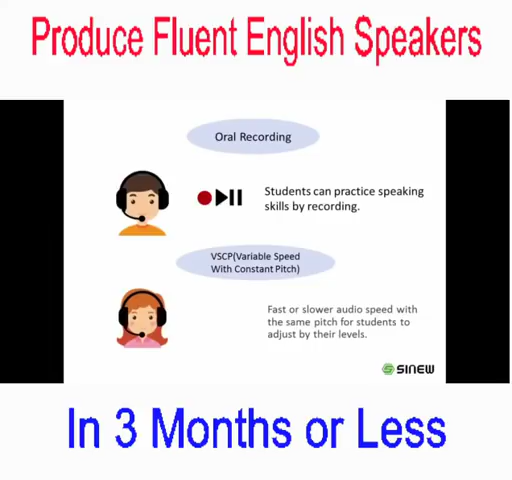 Produce Fluent English Speakers
Oral Recording
Students can practice speaking
skills by recording.
VSCP(Variable Speed
With Constant Pitch)
Fast or slower audio speed with
the same pitch for students to
adjust by their levels.
SINEW
In 3 Months or Less